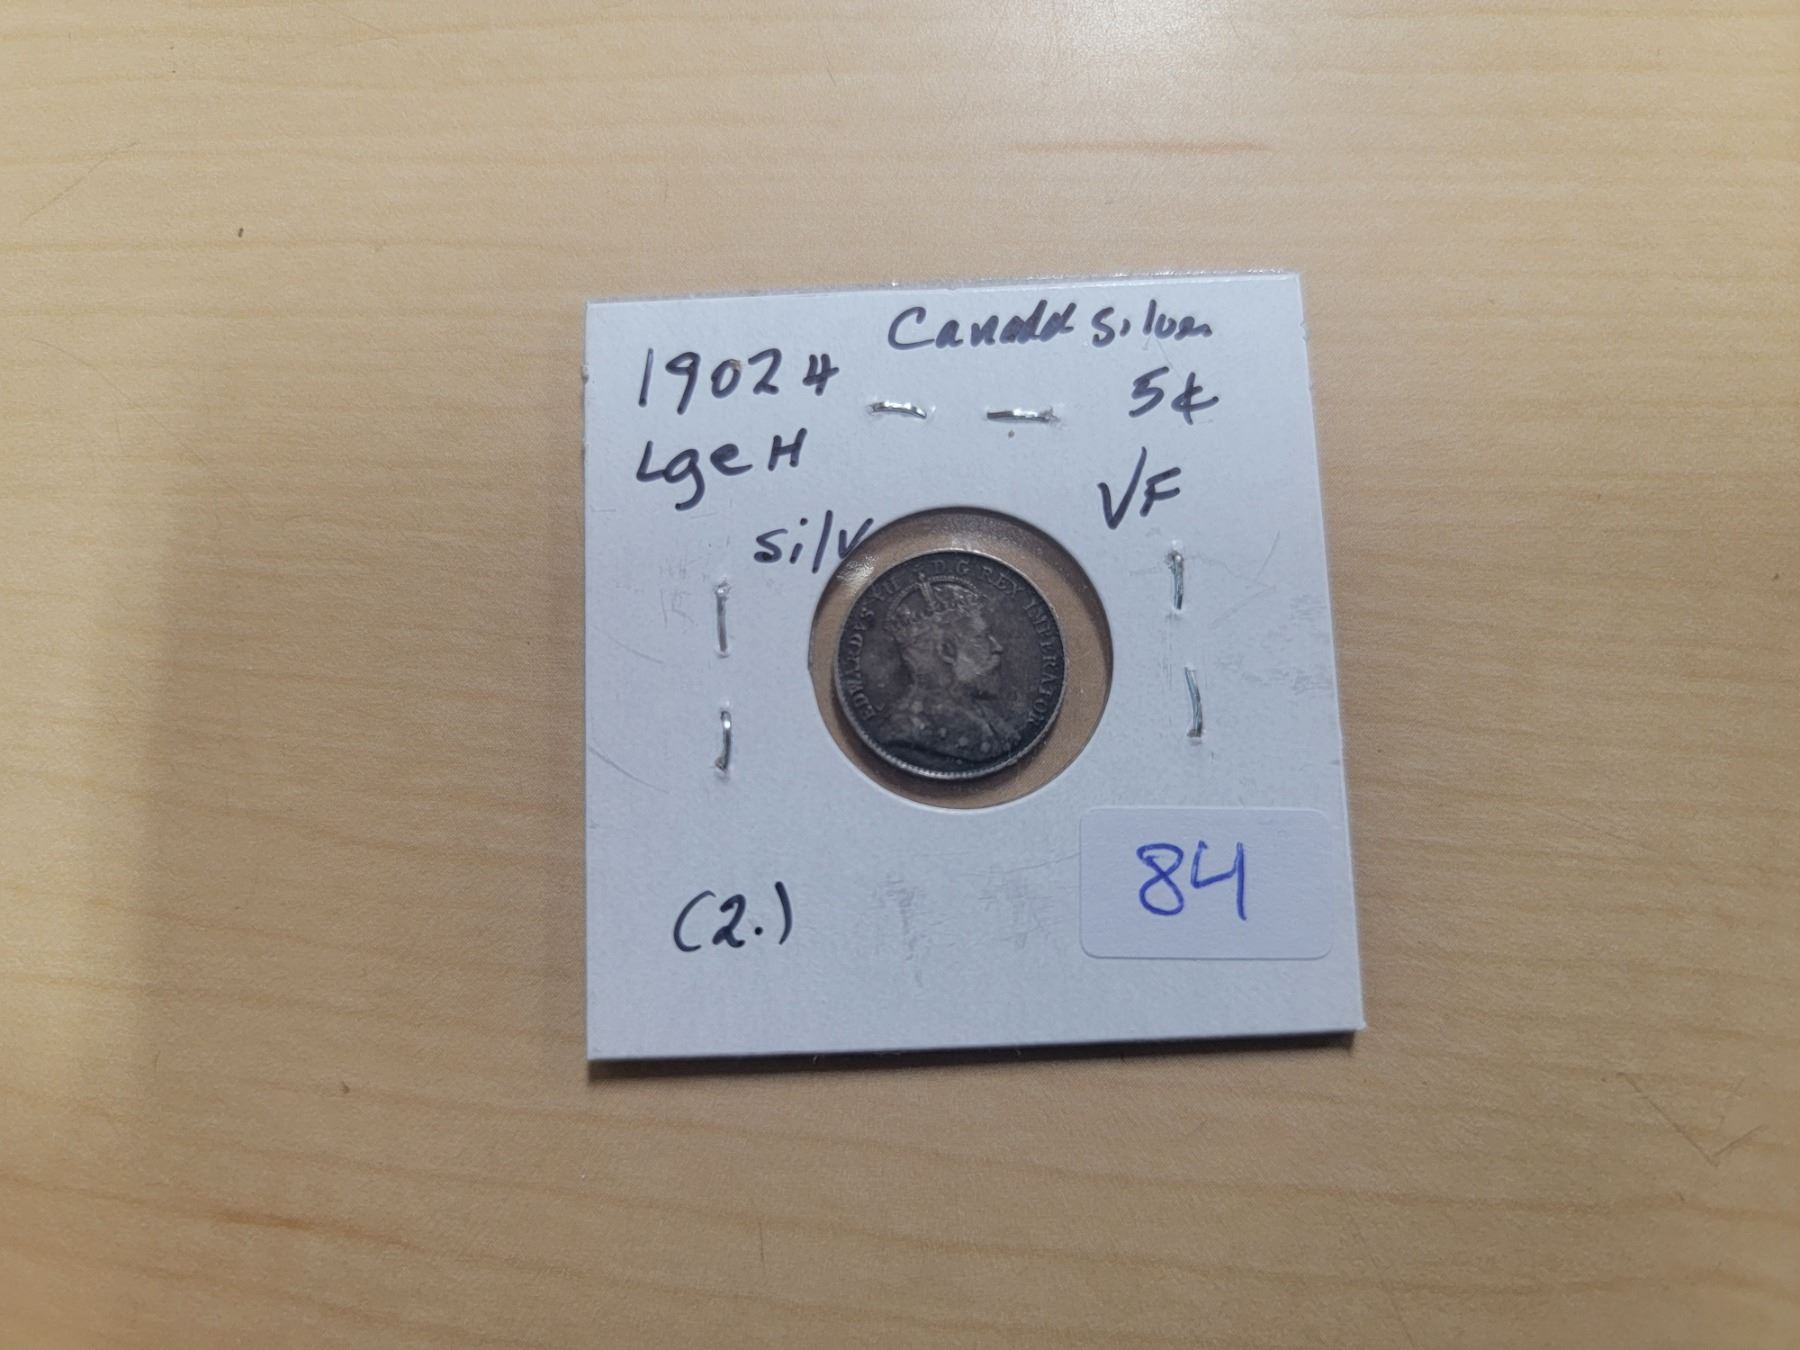 Canada silver
1902 H
5¢
Lge H
VF
silv
EDWARDVS VII D.G. REX IMPERATOR
84
(2.)